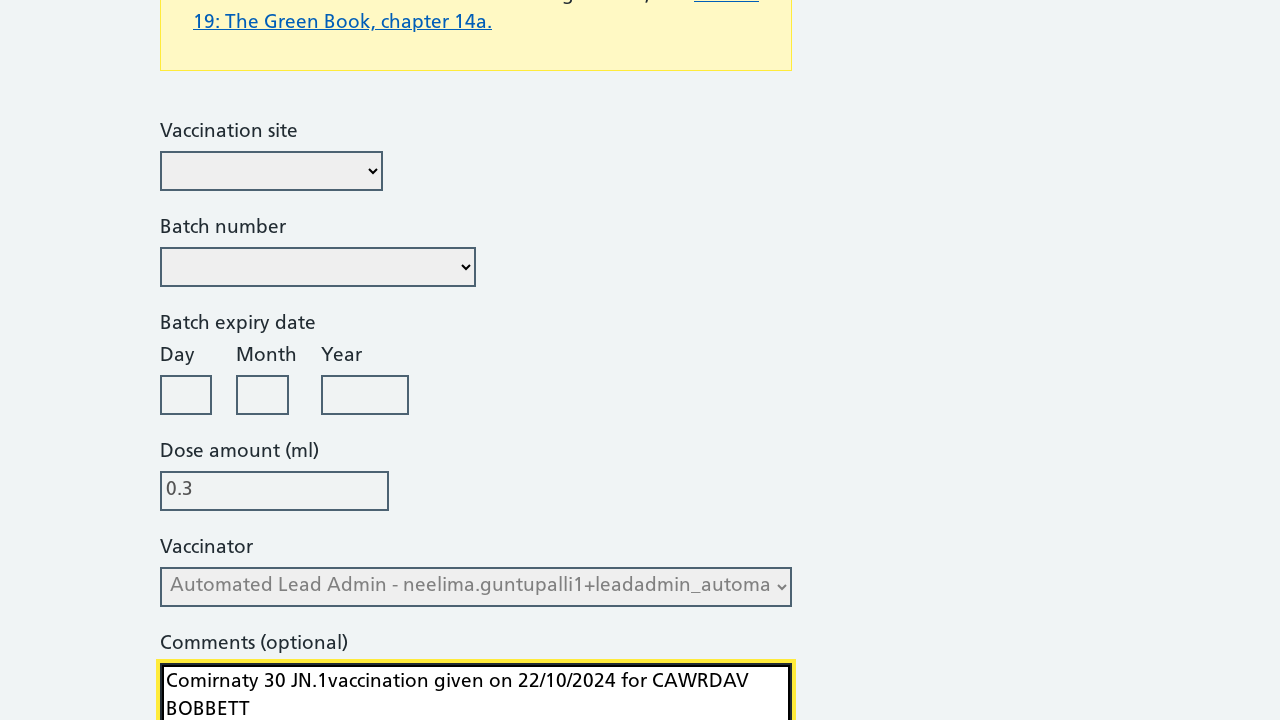 19: The Green Book, chapter 14a.
Vaccination site
Batch number
Batch expiry date
Day Month Year
Dose amount (ml)
0.3
Vaccinator
Automated Lead Admin - neelima.guntupalli1+leadadmin_automa
Comments (optional)
Comirnaty 30 JN.1vaccination given on 22/10/2024 for CAWRDAV
BOBBETT